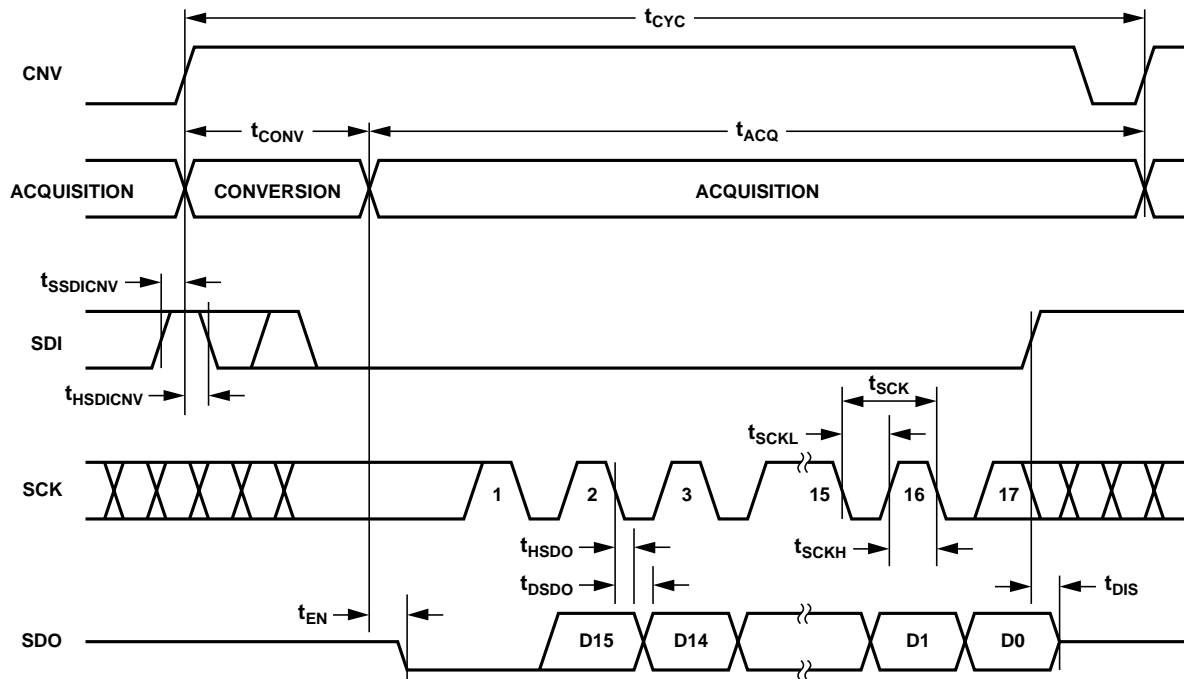 tCYC
CNV
tCONV
tACQ
ACQUISITION
CONVERSION
ACQUISITION
tSSDICNV
SDI
tHSDICNV
tSCK
tSCKL
SCK
1
2
3
15
16
17
tHSDO
tSCKH
tDSDO
tDIS
tEN
SDO
D15
D14
D1
D0